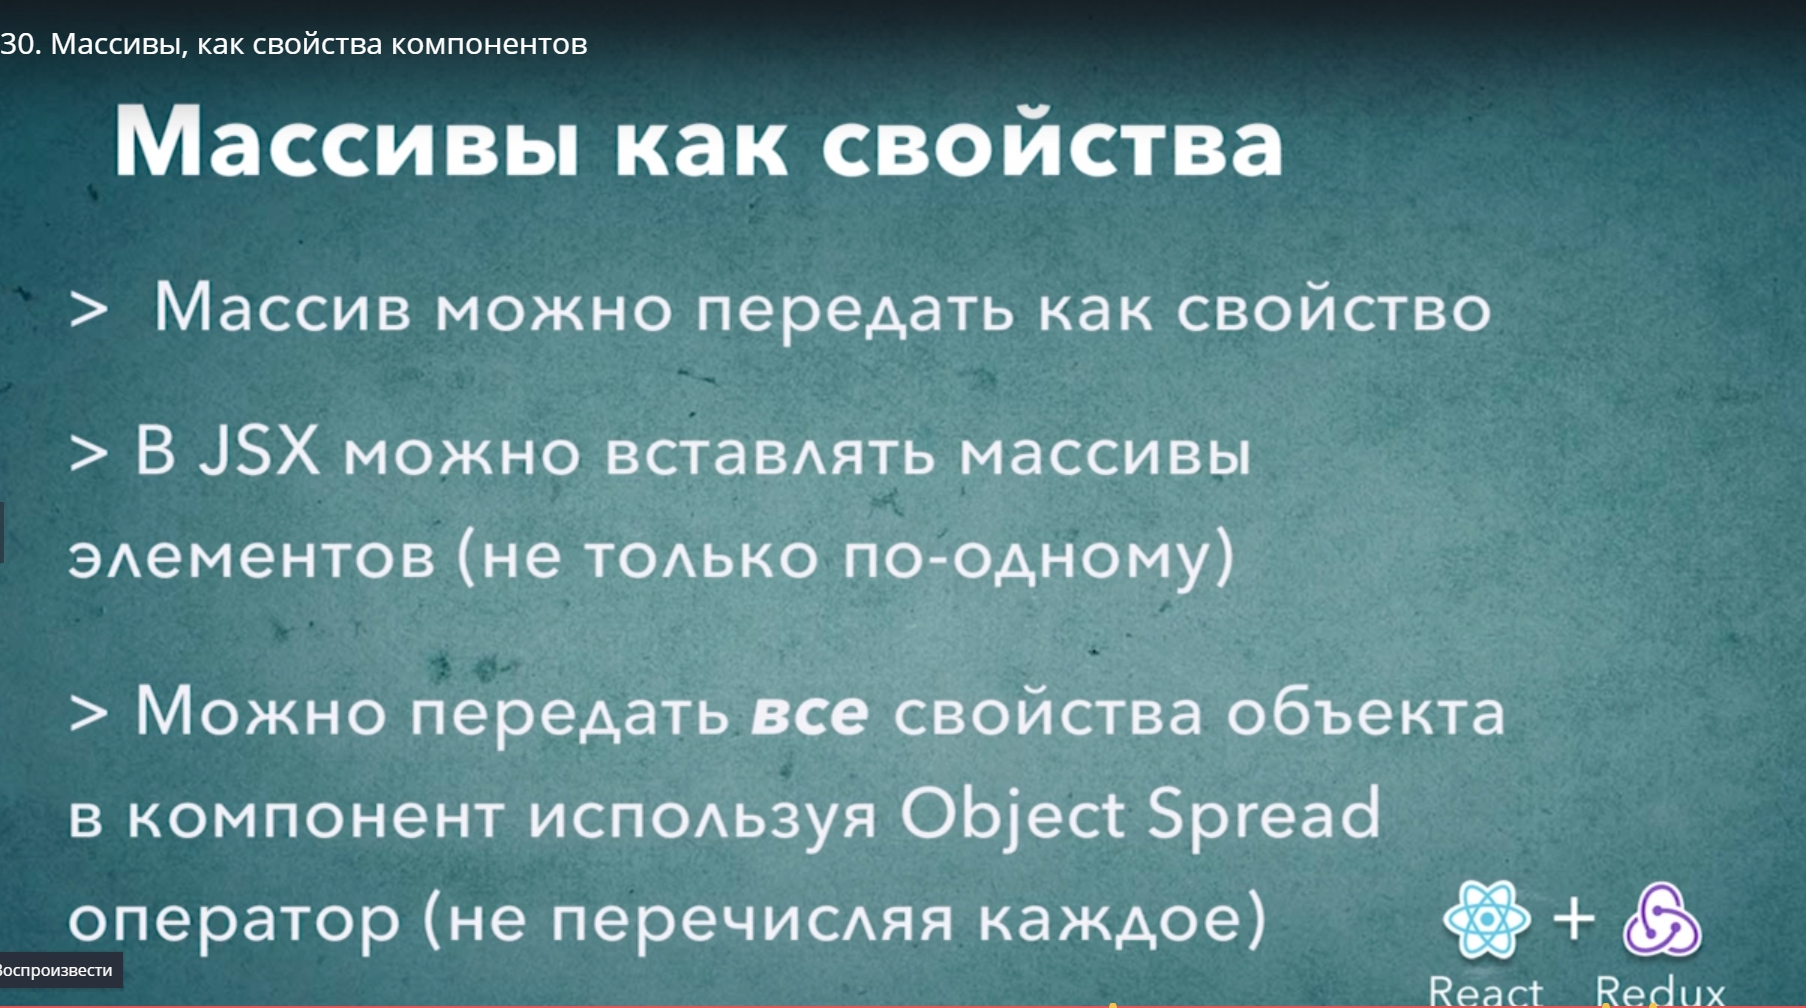 30. Массивы, как свойства компонентов
Массивы как свойства
> Массив можно передать как свойство
> В JSX можно вставлять массивы
элементов (не только по-одному)
> Можно передать все свойства объекта
в компонент используя Object Spread
оператор (не перечисляя каждое)
Воспроизвести
+
React Redux